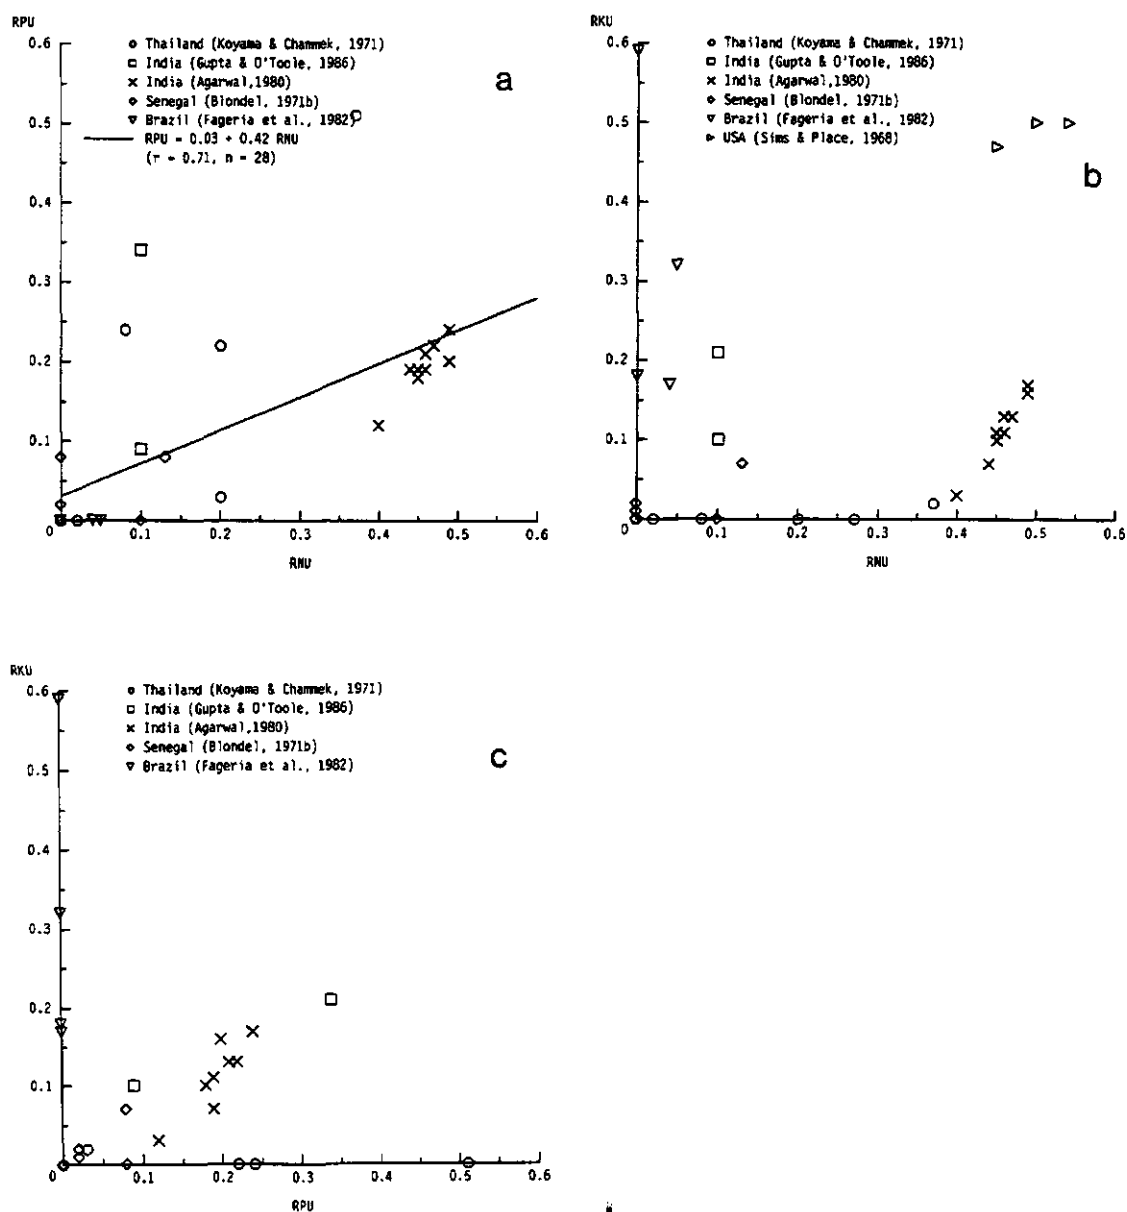 RPU
0.6
0.5
0.4
0.3
0.2
0.1
0
0.1
0.2
0.3
0.4
0.5
0.6
RNU
Thailand (Koyama & Chammek, 1971)
India (Gupta & O'Toole, 1986)
India (Agarwal,1980)
Senegal (Blondel, 1971b)
Brazil (Fageria et al., 1982)
RPU = 0.03 + 0.42 RNU
(r = 0.71, n = 28)
a
RKU
0.6
0.5
0.4
0.3
0.2
0.1
0
0.1
0.2
0.3
0.4
0.5
0.6
RNU
Thailand (Koyama & Chammek, 1971)
India (Gupta & O'Toole, 1986)
India (Agarwal,1980)
Senegal (Blondel, 1971b)
Brazil (Fageria et al., 1982)
USA (Sims & Place, 1968)
b
RKU
0.6
0.5
0.4
0.3
0.2
0.1
0
0.1
0.2
0.3
0.4
0.5
0.6
RPU
Thailand (Koyama & Chammek, 1971)
India (Gupta & O'Toole, 1986)
India (Agarwal,1980)
Senegal (Blondel, 1971b)
Brazil (Fageria et al., 1982)
c